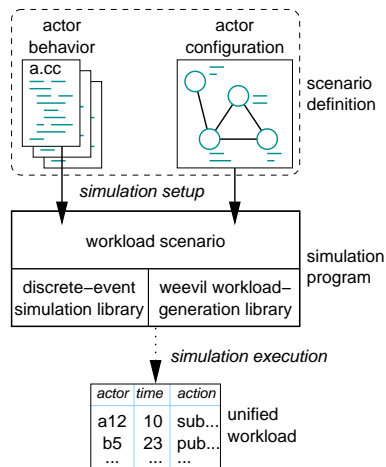 actor
behavior
actor
configuration
a.cc
scenario
definition
simulation setup
workload scenario
discrete–event
simulation library
weevil workload–
generation library
simulation
program
simulation execution
actor time action
a12 10 sub...
b5 23 pub...
... ... ...
unified
workload